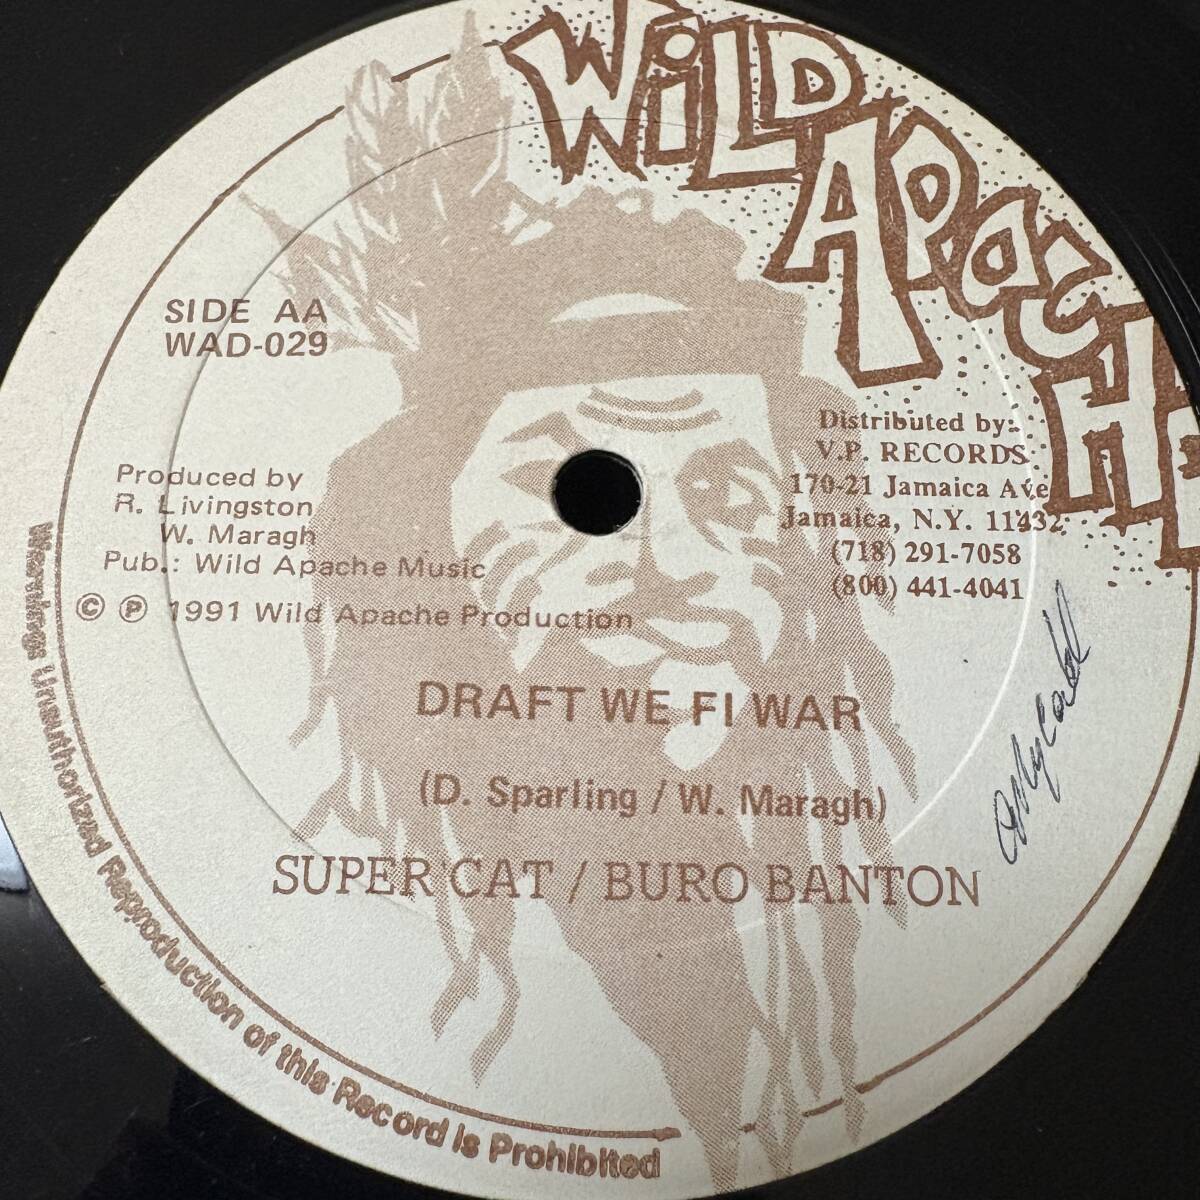 WILD APACHE
SIDE AA
WAD-029
Distributed by:
V.P. RECORDS
170-21 Jamaica Ave
Jamaica, N.Y. 11432
(718) 291-7058
(800) 441-4041
Produced by
R. Livingston
W. Maragh
Pub.: Wild Apache Music
© ℗ 1991 Wild Apache Production
DRAFT WE FI WAR
(D. Sparling / W. Maragh)
SUPER CAT / BURO BANTON
Warnings Unauthorized Reproduction of this Record is Prohibited